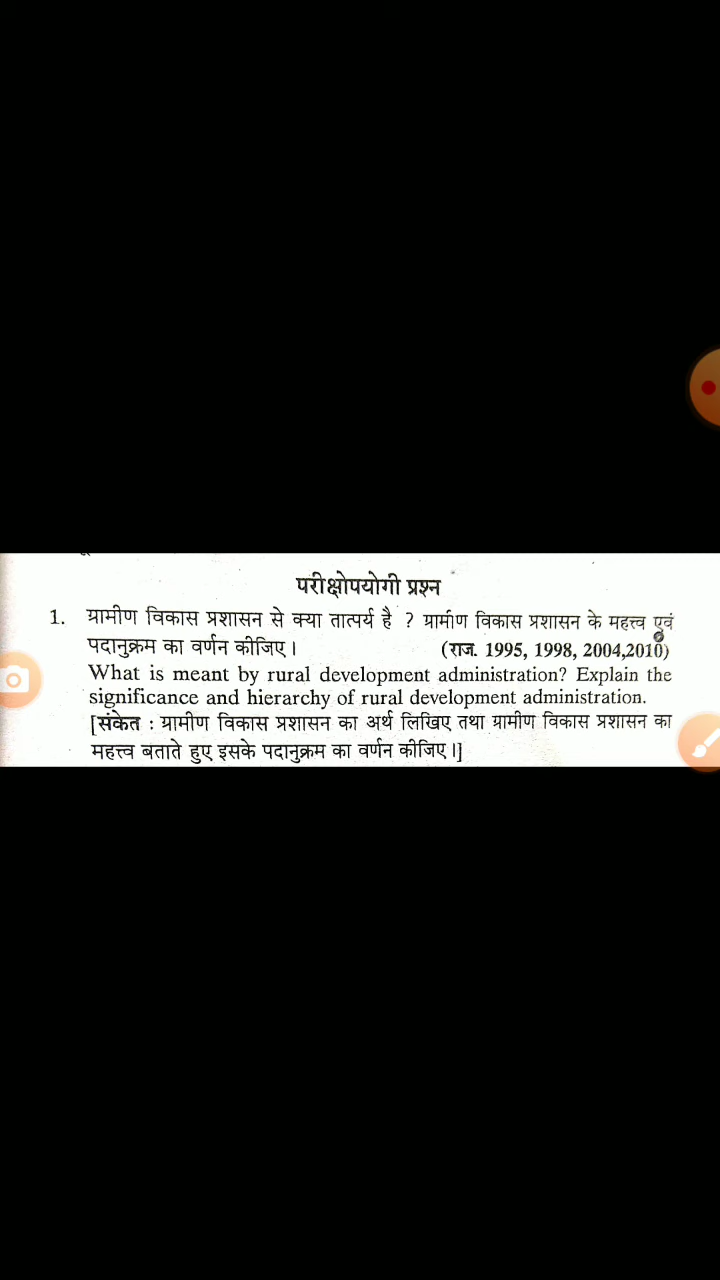 परीक्षोपयोगी प्रश्न
1. ग्रामीण विकास प्रशासन से क्या तात्पर्य है ? ग्रामीण विकास प्रशासन के महत्त्व एवं
पदानुक्रम का वर्णन कीजिए। (राज. 1995, 1998, 2004,2010)
What is meant by rural development administration? Explain the
significance and hierarchy of rural development administration.
[संकेत : ग्रामीण विकास प्रशासन का अर्थ लिखिए तथा ग्रामीण विकास प्रशासन का
महत्त्व बताते हुए इसके पदानुक्रम का वर्णन कीजिए।]